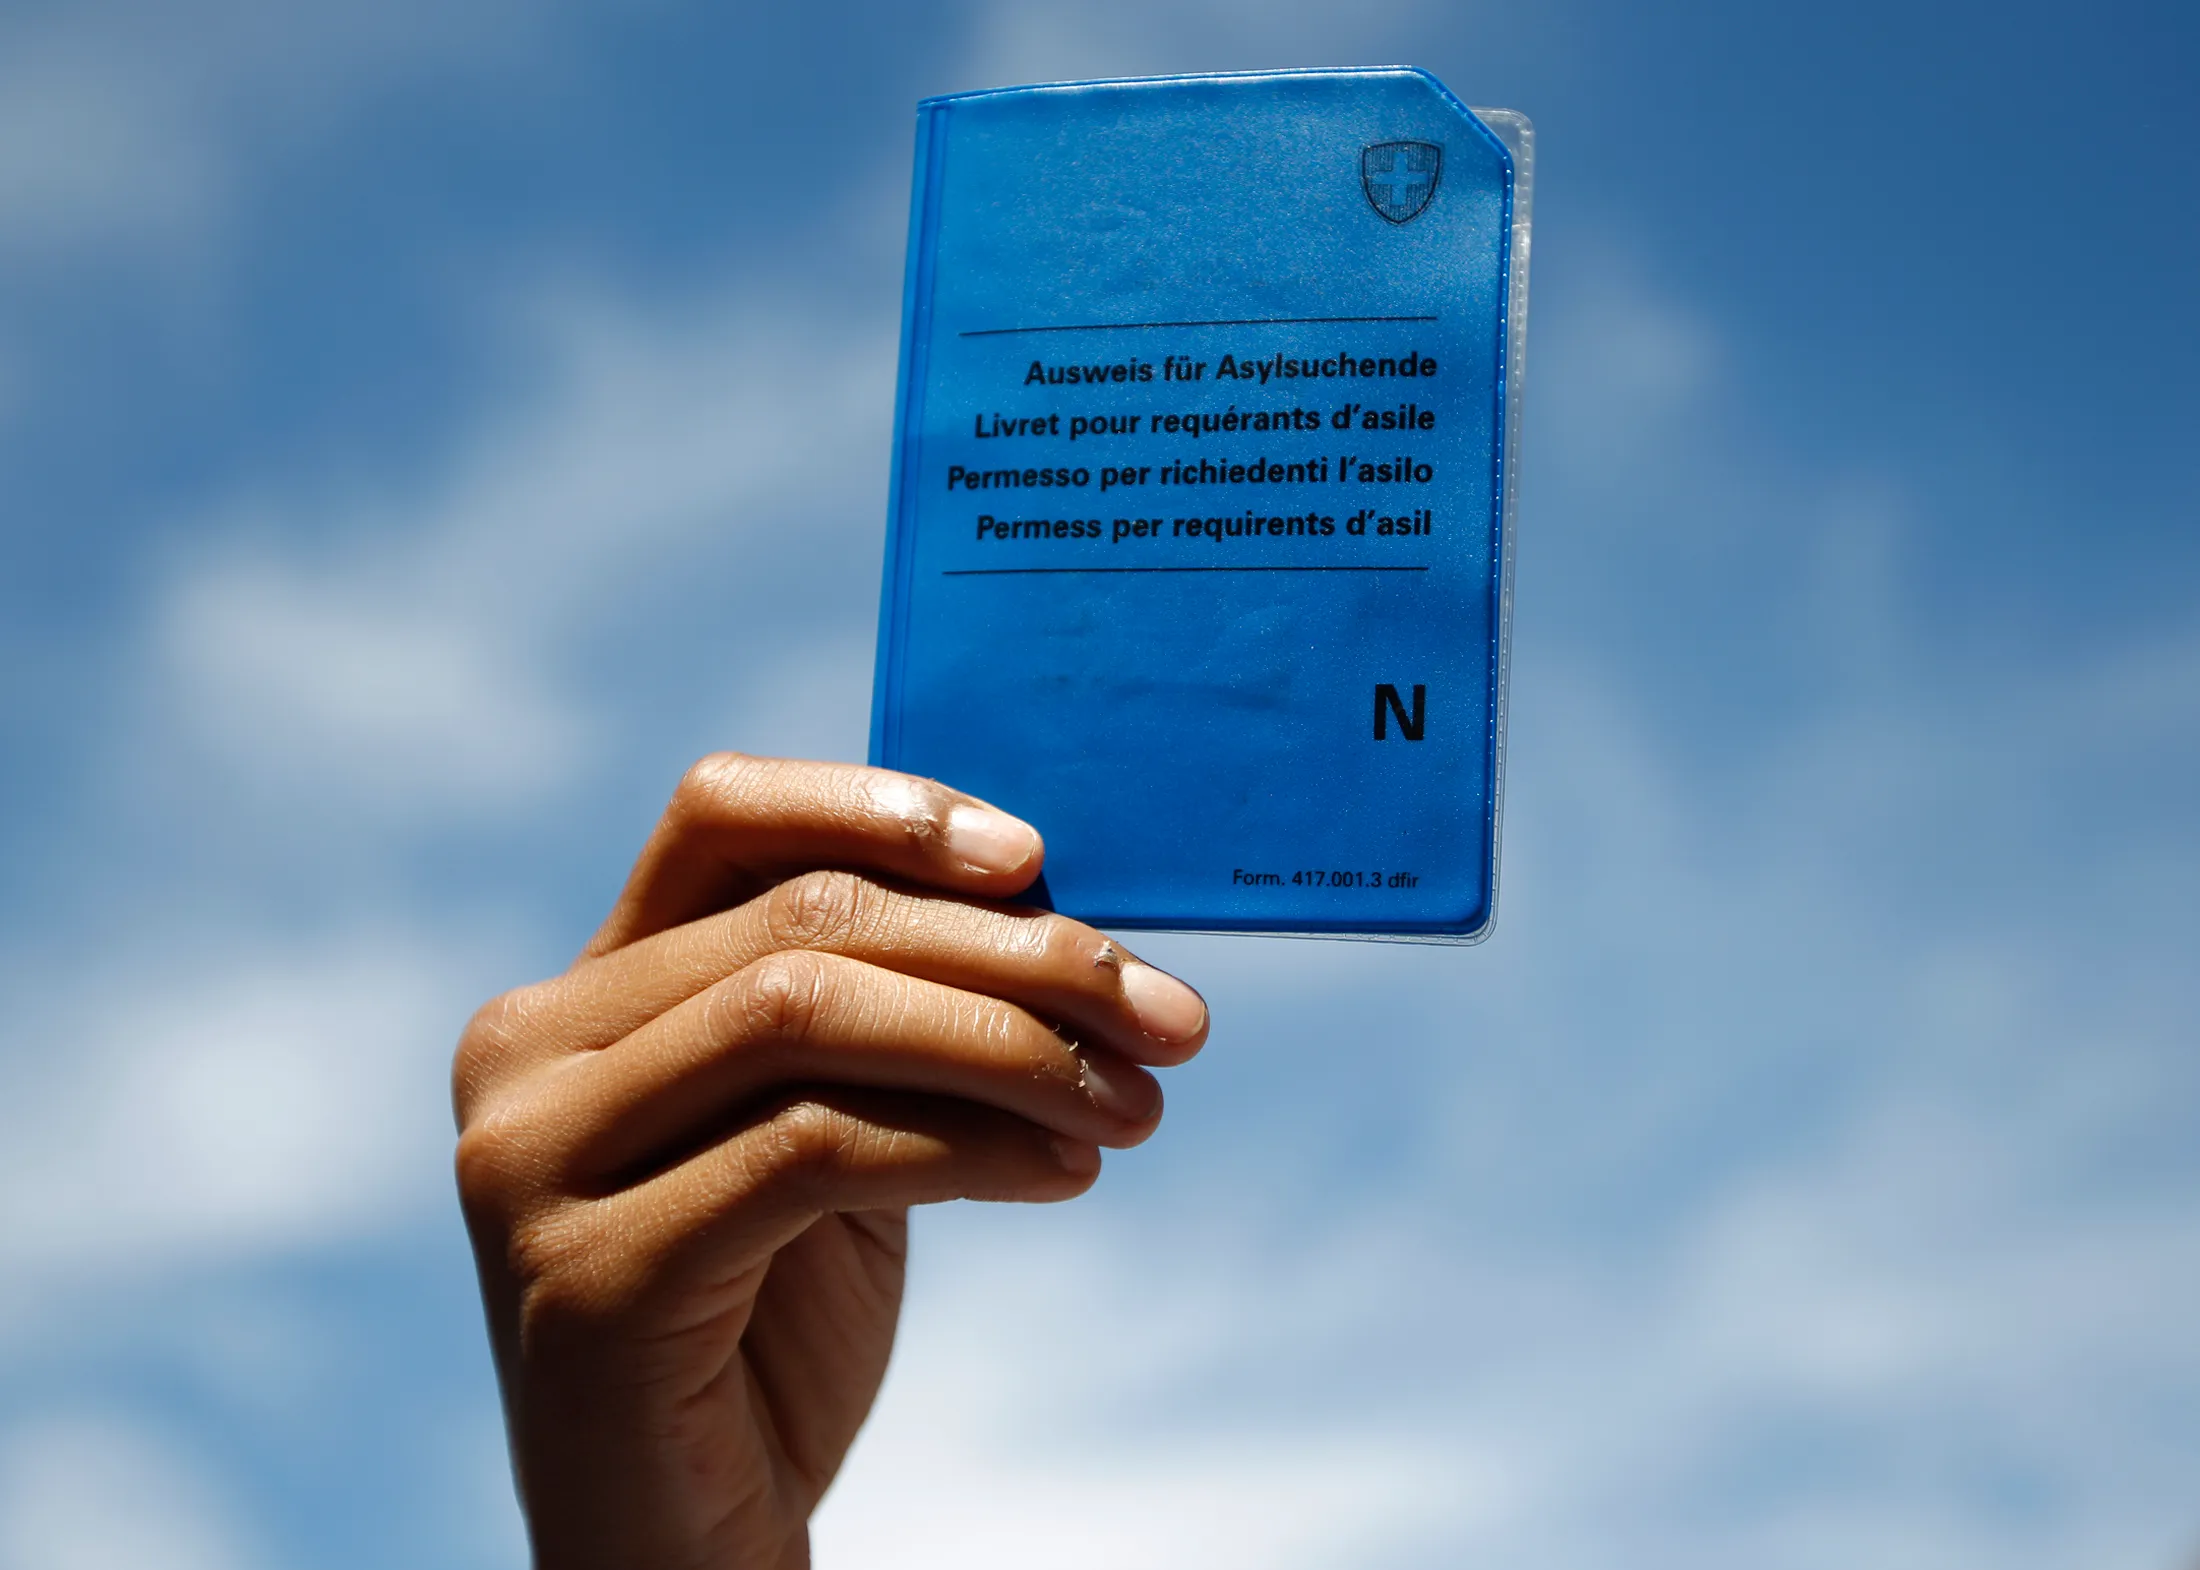 Ausweis für Asylsuchende
Livret pour requérants d’asile
Permesso per richiedenti l‘asilo
Permess per requirents d’asil
N
Form. 417.001.3 dfir